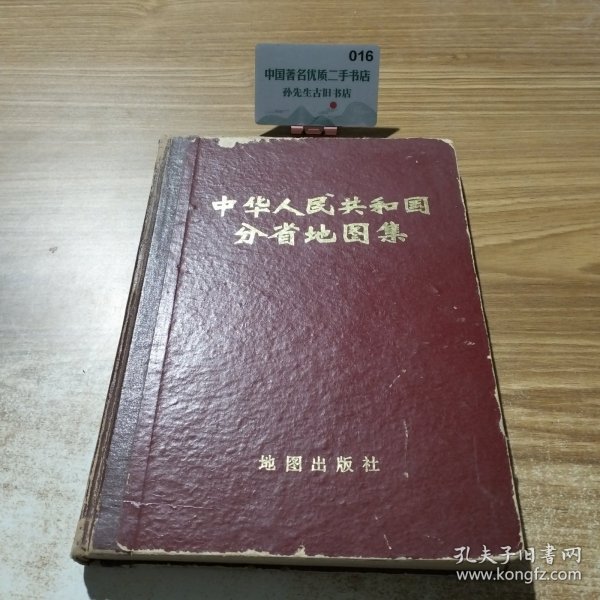 016
中国著名优质二手书店
孙先生古旧书店
中华人民共和国
分省地图集
地图出版社
孔夫子旧书网
www.kongfz.com